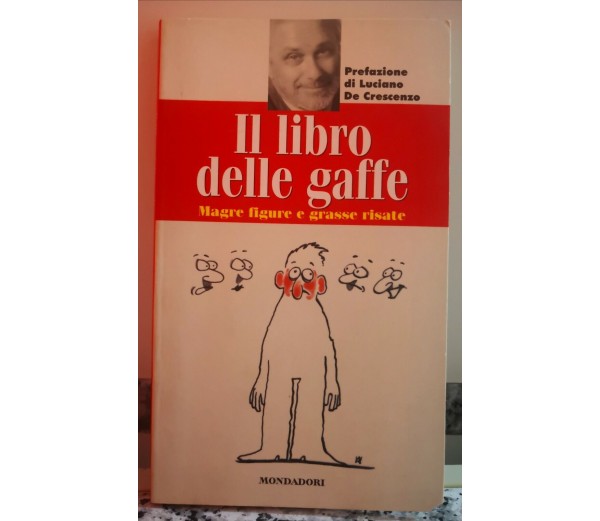 Prefazione
di Luciano
De Crescenzo
Il libro
delle gaffe
Magre figure e grasse risate
MONDADORI